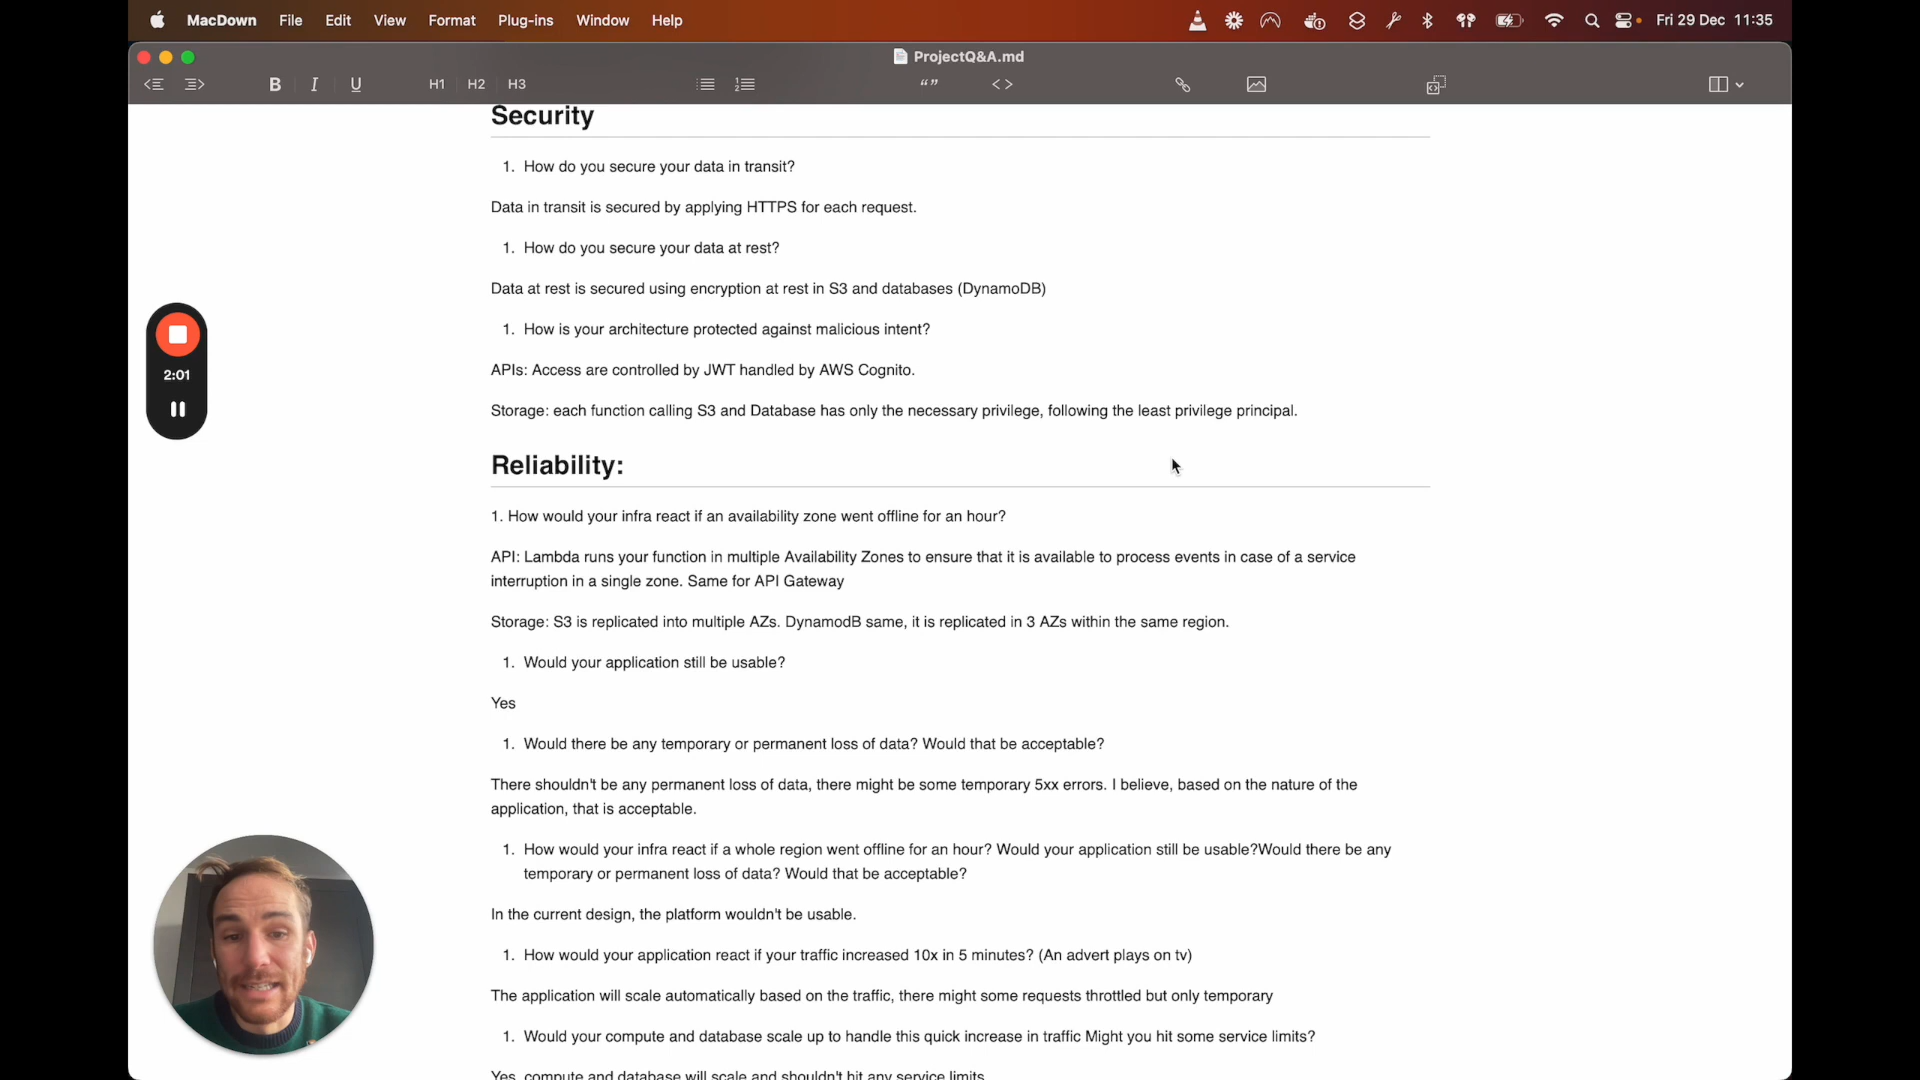 MacDown File Edit View Format Plug-ins Window Help Fri 29 Dec 11:35
ProjectQ&A.md
B I U H1 H2 H3 “” <>
Security
1. How do you secure your data in transit?
Data in transit is secured by applying HTTPS for each request.
1. How do you secure your data at rest?
Data at rest is secured using encryption at rest in S3 and databases (DynamoDB)
1. How is your architecture protected against malicious intent?
APIs: Access are controlled by JWT handled by AWS Cognito.
Storage: each function calling S3 and Database has only the necessary privilege, following the least privilege principal.
2:01
Reliability:
1. How would your infra react if an availability zone went offline for an hour?
API: Lambda runs your function in multiple Availability Zones to ensure that it is available to process events in case of a service
interruption in a single zone. Same for API Gateway
Storage: S3 is replicated into multiple AZs. DynamodB same, it is replicated in 3 AZs within the same region.
1. Would your application still be usable?
Yes
1. Would there be any temporary or permanent loss of data? Would that be acceptable?
There shouldn't be any permanent loss of data, there might be some temporary 5xx errors. I believe, based on the nature of the
application, that is acceptable.
1. How would your infra react if a whole region went offline for an hour? Would your application still be usable?Would there be any
temporary or permanent loss of data? Would that be acceptable?
In the current design, the platform wouldn't be usable.
1. How would your application react if your traffic increased 10x in 5 minutes? (An advert plays on tv)
The application will scale automatically based on the traffic, there might some requests throttled but only temporary
1. Would your compute and database scale up to handle this quick increase in traffic Might you hit some service limits?
Yes, compute and database will scale and shouldn't hit any service limits